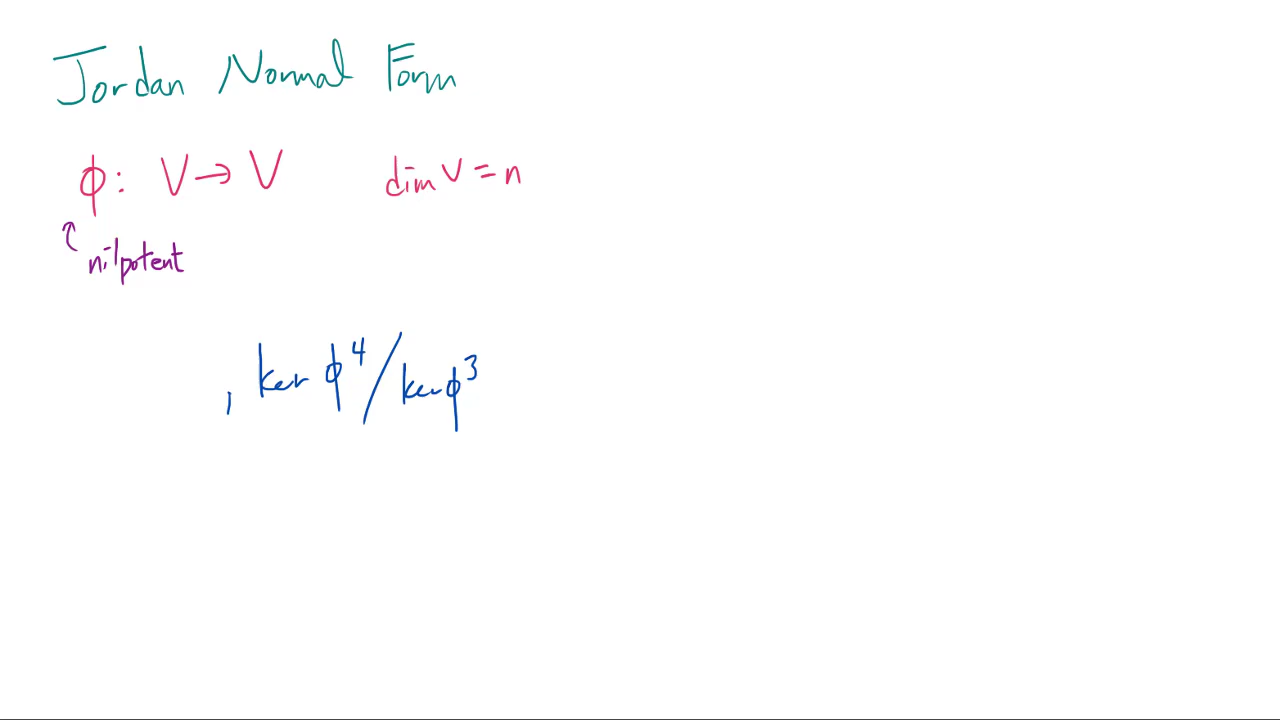 Jordan Normal Form
ϕ: V → V dim V = n
nilpotent
, ker ϕ⁴ / ker ϕ³